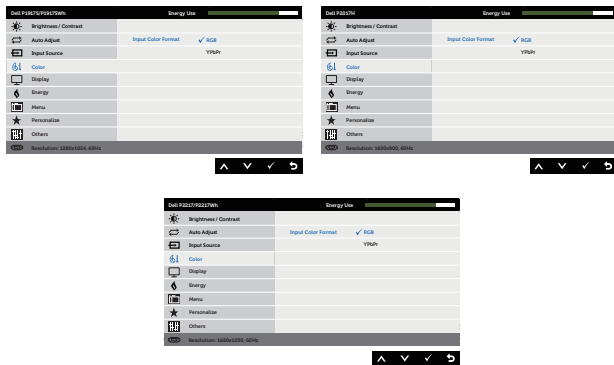 Dell P1917S/P1917SWh Energy Use
Brightness / Contrast
Auto Adjust Input Color Format ✓ RGB
Input Source YPbPr
Color
Display
Energy
Menu
Personalize
Others
Resolution: 1280x1024, 60Hz
Dell P2017H Energy Use
Brightness / Contrast
Auto Adjust Input Color Format ✓ RGB
Input Source YPbPr
Color
Display
Energy
Menu
Personalize
Others
Resolution: 1600x900, 60Hz
Dell P2217/P2217Wh Energy Use
Brightness / Contrast
Auto Adjust Input Color Format ✓ RGB
Input Source YPbPr
Color
Display
Energy
Menu
Personalize
Others
Resolution: 1680x1050, 60Hz